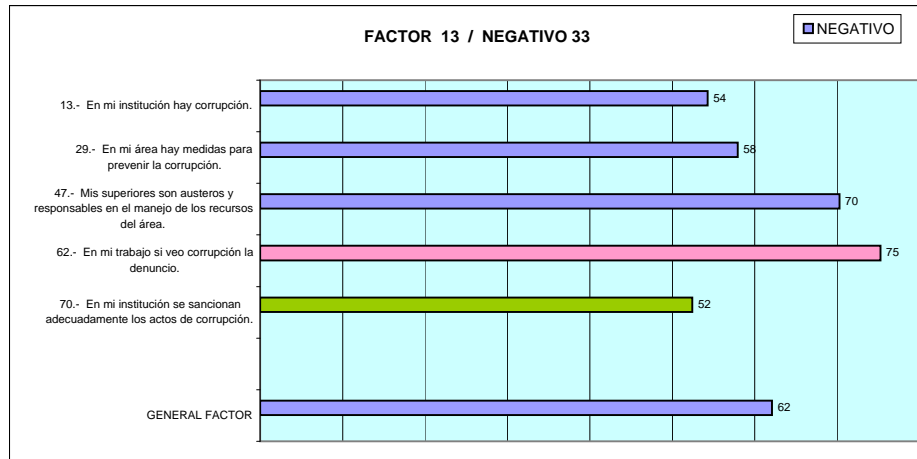 FACTOR 13 / NEGATIVO 33
NEGATIVO
13.- En mi institución hay corrupción.
54
29.- En mi área hay medidas para
prevenir la corrupción.
58
47.- Mis superiores son austeros y
responsables en el manejo de los recursos
del área.
70
62.- En mi trabajo si veo corrupción la
denuncio.
75
70.- En mi institución se sancionan
adecuadamente los actos de corrupción.
52
GENERAL FACTOR
62